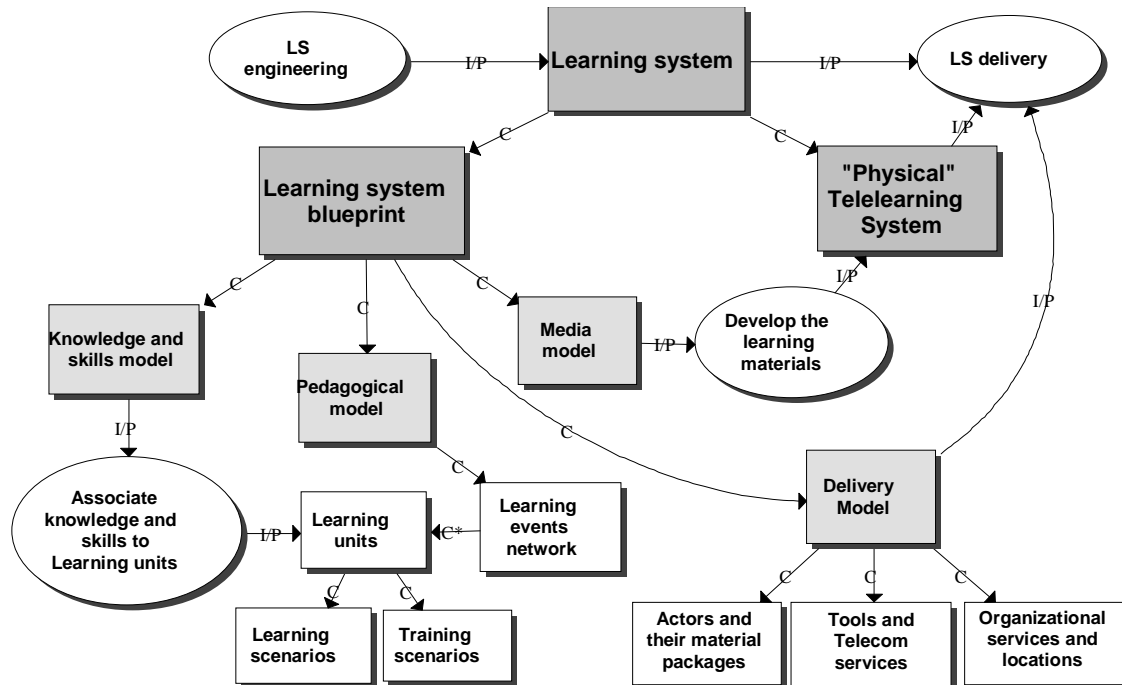 LS
engineering
I/P
Learning system
I/P
LS delivery
C
C
I/P
Learning system
blueprint
"Physical"
Telelearning
System
C
C
C
I/P
I/P
Knowledge and
skills model
Media
model
I/P
Develop the
learning
materials
Pedagogical
model
I/P
C
C
Delivery
Model
Associate
knowledge and
skills to
Learning units
I/P
Learning
units
C*
Learning
events
network
C
C
C
C
C
Learning
scenarios
Training
scenarios
Actors and
their material
packages
Tools and
Telecom
services
Organizational
services and
locations